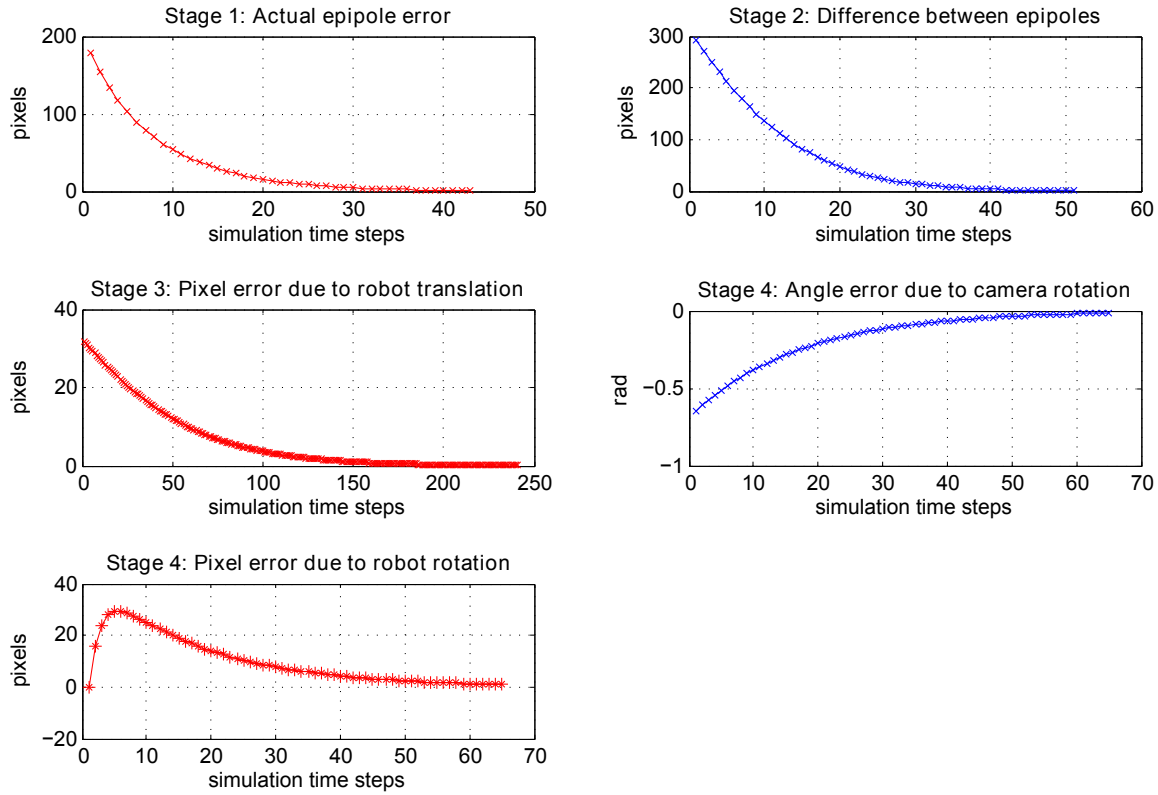 Stage 1: Actual epipole error
200
100
0
pixels
0 10 20 30 40 50
simulation time steps
Stage 2: Difference between epipoles
300
200
100
0
pixels
0 10 20 30 40 50 60
simulation time steps
Stage 3: Pixel error due to robot translation
40
20
0
pixels
0 50 100 150 200 250
simulation time steps
Stage 4: Angle error due to camera rotation
0
−0.5
−1
rad
0 10 20 30 40 50 60 70
simulation time steps
Stage 4: Pixel error due to robot rotation
40
20
0
−20
pixels
0 10 20 30 40 50 60 70
simulation time steps